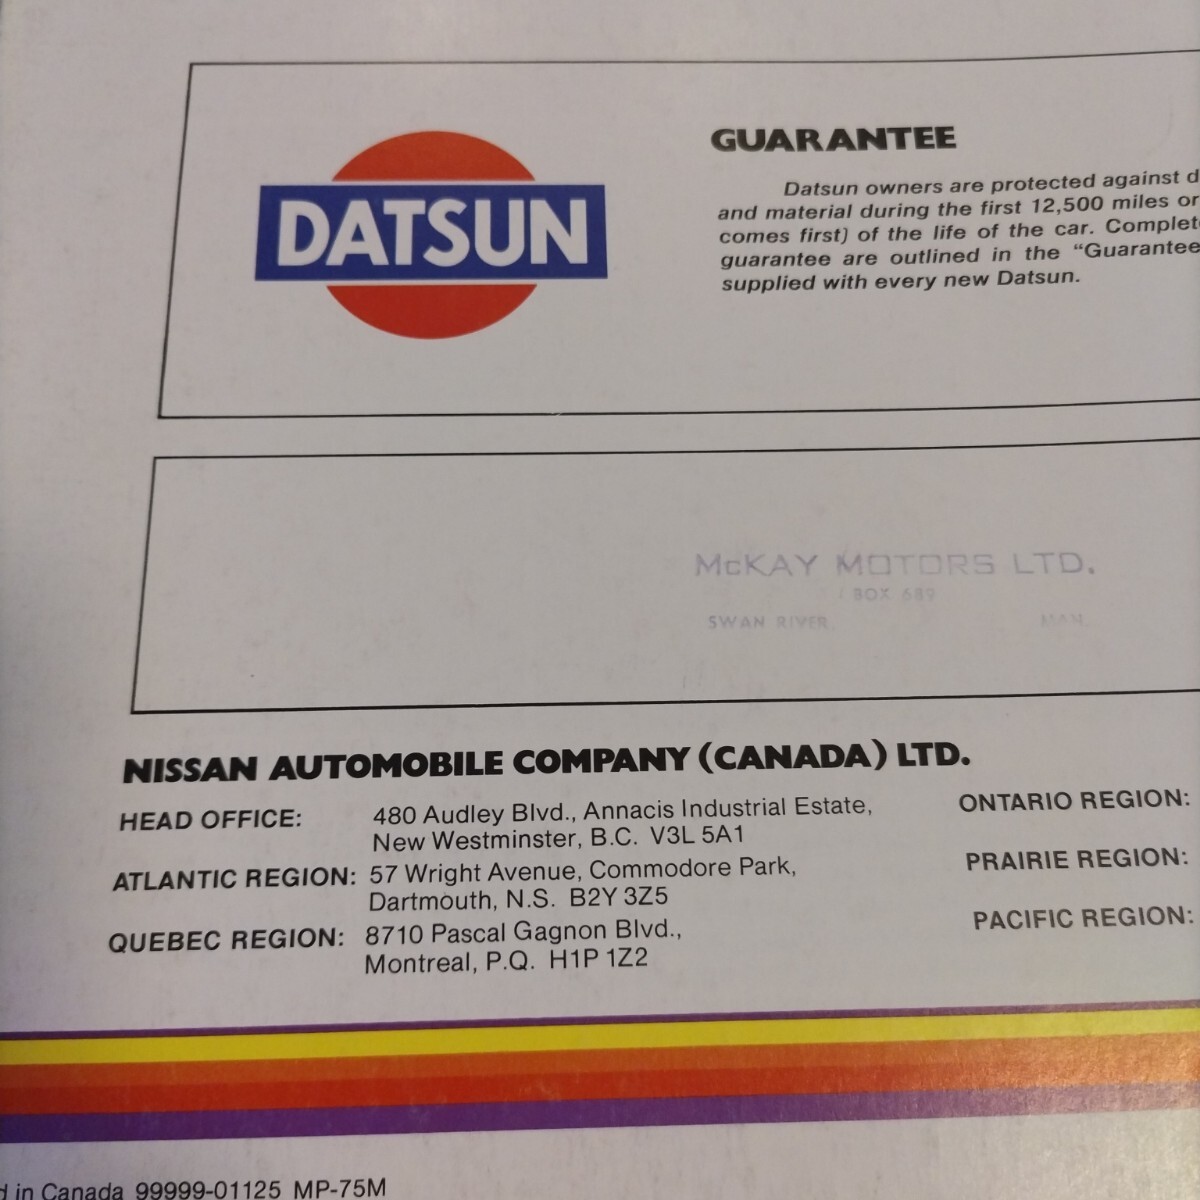 DATSUN
GUARANTEE
Datsun owners are protected against d
and material during the first 12,500 miles or
comes first) of the life of the car. Complet
guarantee are outlined in the “Guarantee
supplied with every new Datsun.
McKAY MOTORS LTD.
BOX 689
SWAN RIVER, MAN.
NISSAN AUTOMOBILE COMPANY (CANADA) LTD.
HEAD OFFICE: 480 Audley Blvd., Annacis Industrial Estate,
New Westminster, B.C. V3L 5A1
ATLANTIC REGION: 57 Wright Avenue, Commodore Park,
Dartmouth, N.S. B2Y 3Z5
QUEBEC REGION: 8710 Pascal Gagnon Blvd.,
Montreal, P.Q. H1P 1Z2
ONTARIO REGION:
PRAIRIE REGION:
PACIFIC REGION:
d in Canada 99999-01125 MP-75M